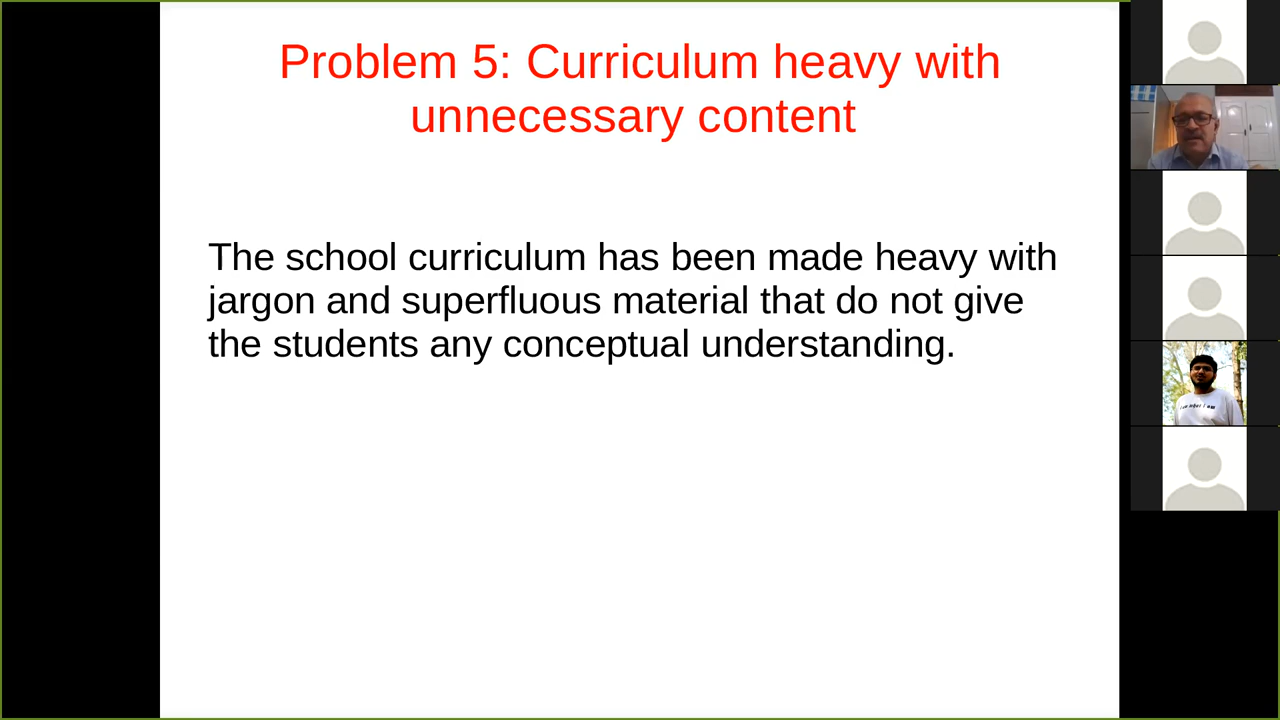 Problem 5: Curriculum heavy with
unnecessary content
The school curriculum has been made heavy with
jargon and superfluous material that do not give
the students any conceptual understanding.